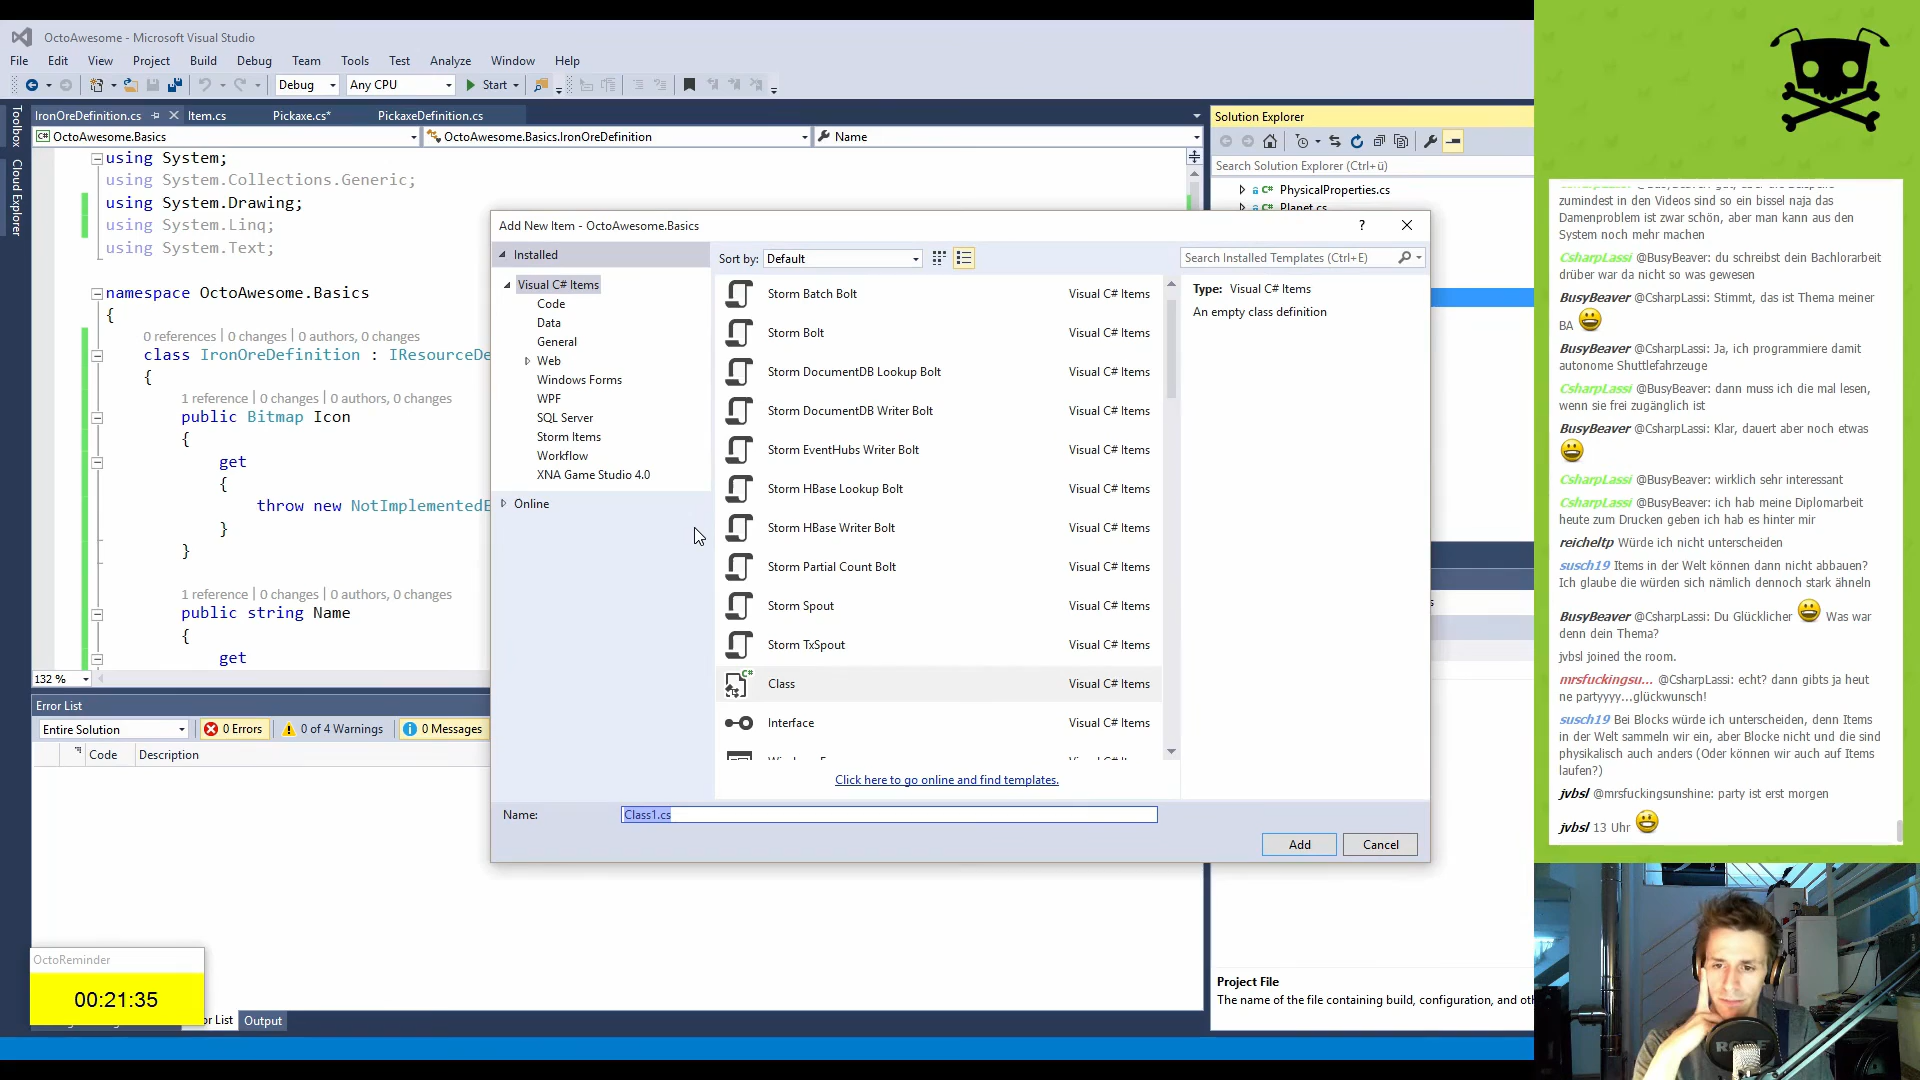 OctoAwesome - Microsoft Visual Studio
File Edit View Project Build Debug Team Tools Test Analyze Window Help
Debug Any CPU Start
IronOreDefinition.cs Item.cs Pickaxe.cs* PickaxeDefinition.cs
OctoAwesome.Basics OctoAwesome.Basics.IronOreDefinition Name
Toolbox
Cloud Explorer
using System;
using System.Collections.Generic;
using System.Drawing;
using System.Linq;
using System.Text;
namespace OctoAwesome.Basics
{
0 references | 0 changes | 0 authors, 0 changes
class IronOreDefinition : IResourceDe
{
1 reference | 0 changes | 0 authors, 0 changes
public Bitmap Icon
{
get
{
throw new NotImplementedE
}
}
1 reference | 0 changes | 0 authors, 0 changes
public string Name
{
get
132 %
Error List
Entire Solution 0 Errors 0 of 4 Warnings 0 Messages
Code Description
OctoReminder
00:21:35
or List Output
Add New Item - OctoAwesome.Basics ?
Installed
Visual C# Items
Code
Data
General
Web
Windows Forms
WPF
SQL Server
Storm Items
Workflow
XNA Game Studio 4.0
Online
Sort by: Default
Search Installed Templates (Ctrl+E)
Storm Batch Bolt Visual C# Items
Storm Bolt Visual C# Items
Storm DocumentDB Lookup Bolt Visual C# Items
Storm DocumentDB Writer Bolt Visual C# Items
Storm EventHubs Writer Bolt Visual C# Items
Storm HBase Lookup Bolt Visual C# Items
Storm HBase Writer Bolt Visual C# Items
Storm Partial Count Bolt Visual C# Items
Storm Spout Visual C# Items
Storm TxSpout Visual C# Items
Class Visual C# Items
Interface Visual C# Items
Click here to go online and find templates.
Type: Visual C# Items
An empty class definition
Name: Class1.cs
Add Cancel
Solution Explorer
Search Solution Explorer (Ctrl+ü)
C# PhysicalProperties.cs
C# Planet.cs
Project File
The name of the file containing build, configuration, and oth
zumindest in den Videos sind so ein bissel naja das
Damenproblem ist zwar schön, aber man kann aus den
System noch mehr machen
CsharpLassi @BusyBeaver: du schreibst dein Bachlorarbeit
drüber war da nicht so was gewesen
BusyBeaver @CsharpLassi: Stimmt, das ist Thema meiner
BA
BusyBeaver @CsharpLassi: Ja, ich programmiere damit
autonome Shuttlefahrzeuge
CsharpLassi @BusyBeaver: dann muss ich die mal lesen,
wenn sie frei zugänglich ist
BusyBeaver @CsharpLassi: Klar, dauert aber noch etwas
CsharpLassi @BusyBeaver: wirklich sehr interessant
CsharpLassi @BusyBeaver: ich hab meine Diplomarbeit
heute zum Drucken geben ich hab es hinter mir
reicheltp Würde ich nicht unterscheiden
susch19 Items in der Welt können dann nicht abbauen?
Ich glaube die würden sich nämlich dennoch stark ähneln
BusyBeaver @CsharpLassi: Du Glücklicher Was war
denn dein Thema?
jvbsl joined the room.
mrsfuckingsu... @CsharpLassi: echt? dann gibts ja heut
ne partyyyy...glückwunsch!
susch19 Bei Blocks würde ich unterscheiden, denn Items
in der Welt sammeln wir ein, aber Blocke nicht und die sind
physikalisch auch anders (Oder können wir auch auf Items
laufen?)
jvbsl @mrsfuckingsunshine: party ist erst morgen
jvbsl 13 Uhr